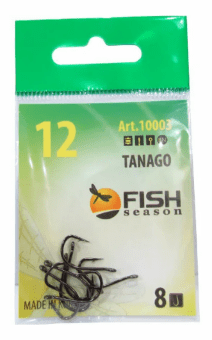 12
Art.10003
TANAGO
FISH
season
8
MADE IN